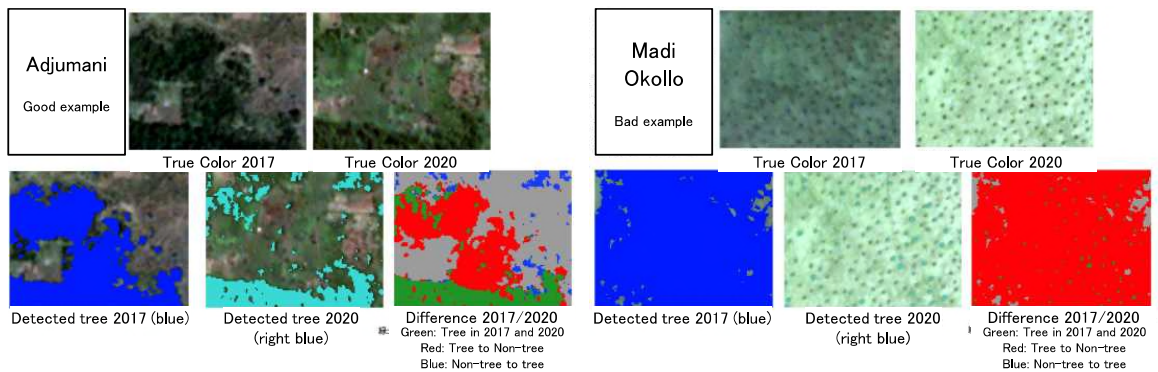 Adjumani
Good example
True Color 2017
True Color 2020
Detected tree 2017 (blue)
Detected tree 2020
(right blue)
Difference 2017/2020
Green: Tree in 2017 and 2020
Red: Tree to Non-tree
Blue: Non-tree to tree
Madi
Okollo
Bad example
True Color 2017
True Color 2020
Detected tree 2017 (blue)
Detected tree 2020
(right blue)
Difference 2017/2020
Green: Tree in 2017 and 2020
Red: Tree to Non-tree
Blue: Non-tree to tree